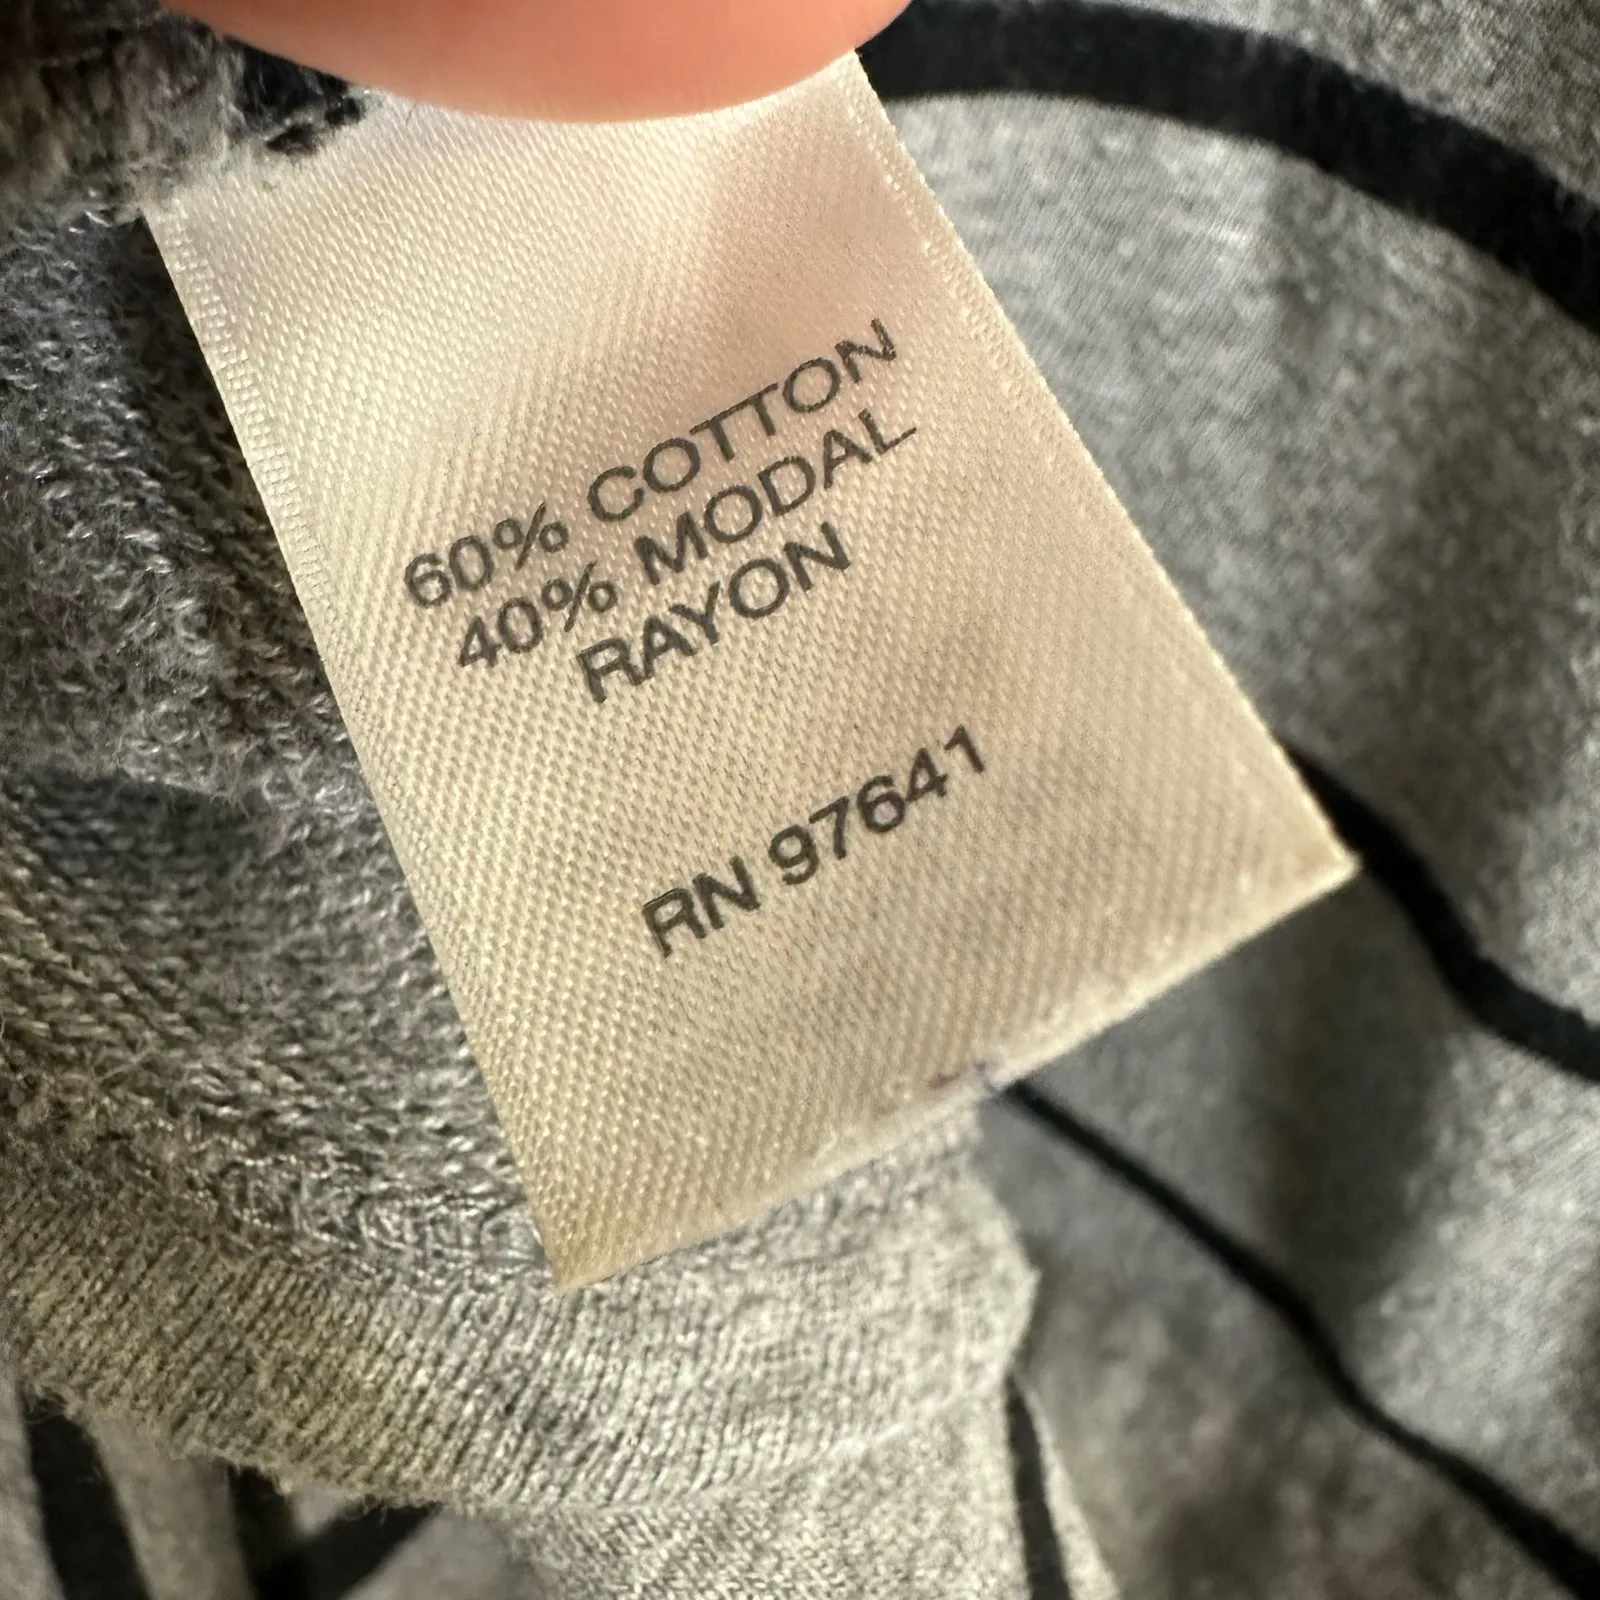 60% COTTON
40% MODAL
RAYON
RN 97641